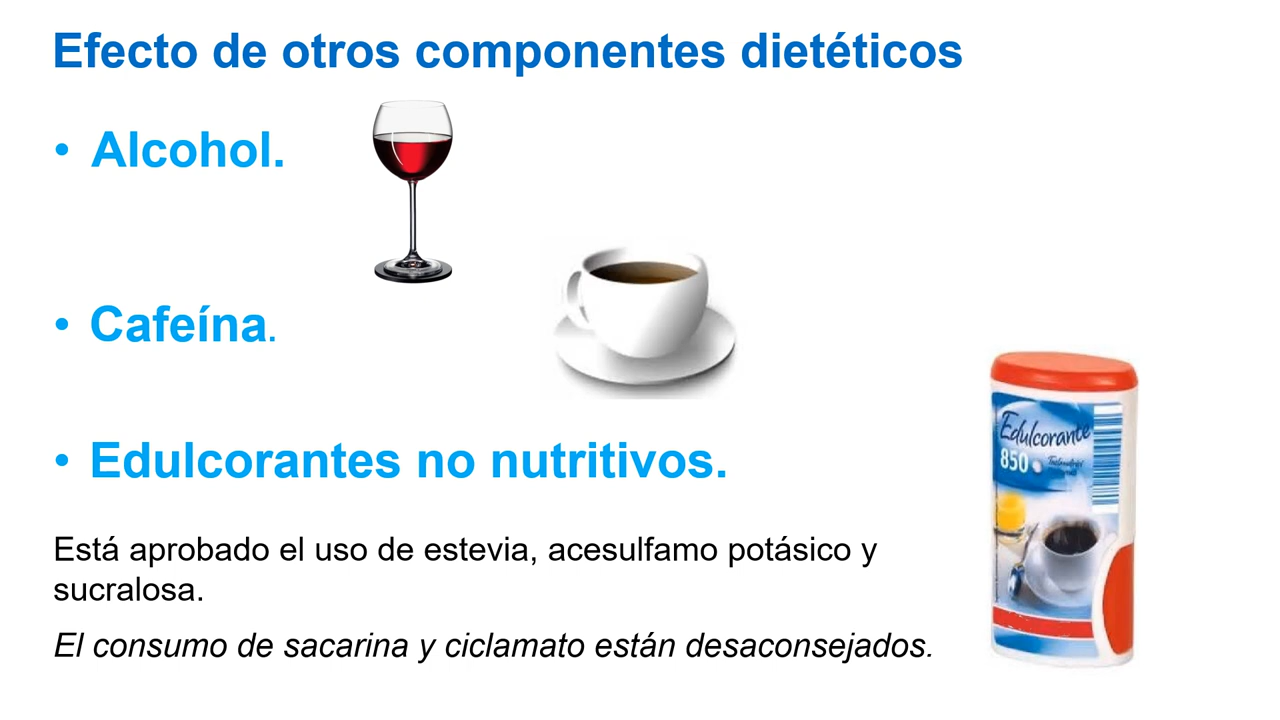 Efecto de otros componentes dietéticos
• Alcohol.
• Cafeína.
• Edulcorantes no nutritivos.
Está aprobado el uso de estevia, acesulfamo potásico y
sucralosa.
El consumo de sacarina y ciclamato están desaconsejados.
Edulcorante
850